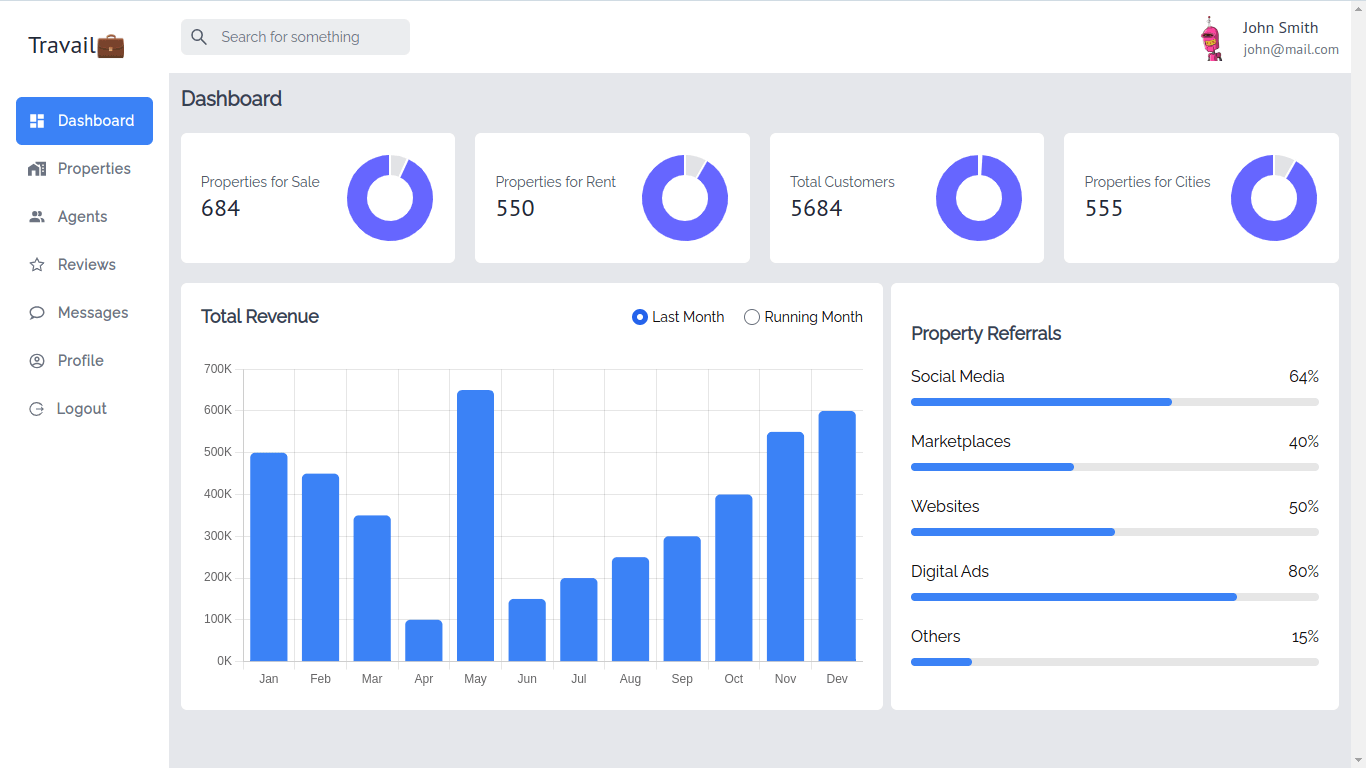 Travail
Search for something
John Smith
john@mail.com
Dashboard
Properties
Agents
Reviews
Messages
Profile
Logout
Dashboard
Properties for Sale
684
Properties for Rent
550
Total Customers
5684
Properties for Cities
555
Total Revenue
Last Month
Running Month
700K
600K
500K
400K
300K
200K
100K
0K
Jan Feb Mar Apr May Jun Jul Aug Sep Oct Nov Dev
Property Referrals
Social Media 64%
Marketplaces 40%
Websites 50%
Digital Ads 80%
Others 15%